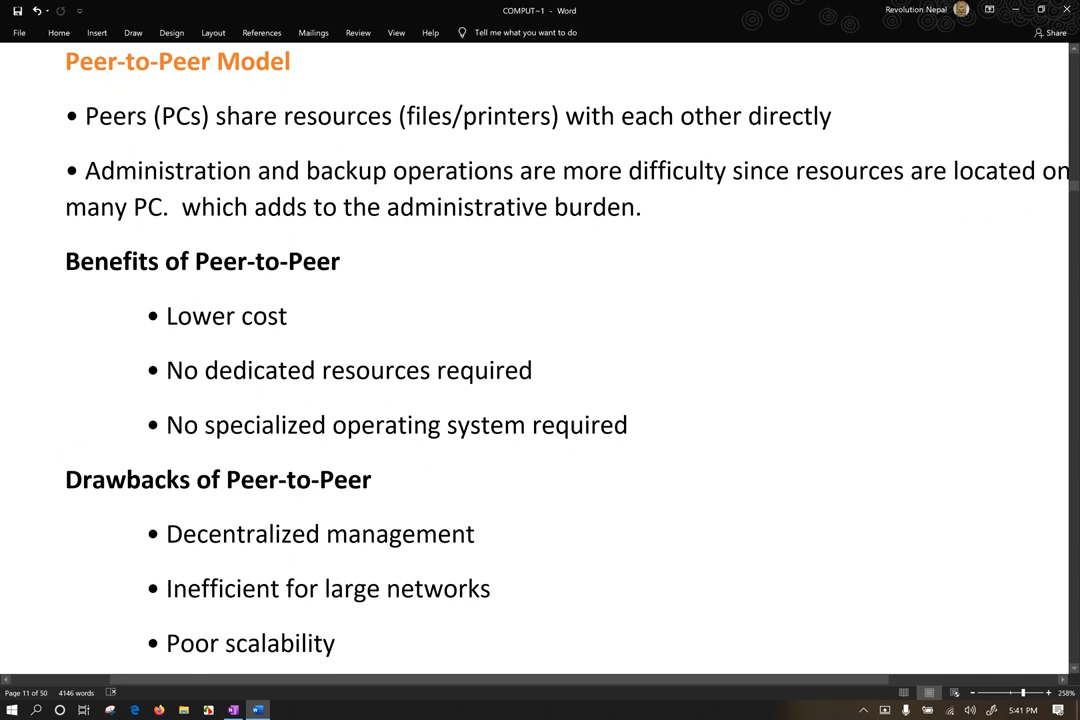 COMPUT~1 - Word
Revolution Nepal
File Home Insert Draw Design Layout References Mailings Review View Help Tell me what you want to do Share
Peer-to-Peer Model
• Peers (PCs) share resources (files/printers) with each other directly
• Administration and backup operations are more difficulty since resources are located on
many PC.  which adds to the administrative burden.
Benefits of Peer-to-Peer
• Lower cost
• No dedicated resources required
• No specialized operating system required
Drawbacks of Peer-to-Peer
• Decentralized management
• Inefficient for large networks
• Poor scalability
Page 11 of 50 4146 words 258%
5:41 PM